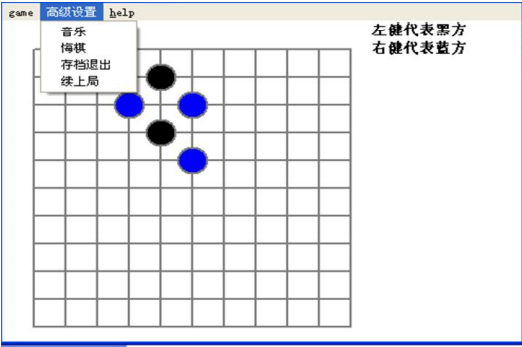 game 高级设置 help
音乐
悔棋
存档退出
续上局
左健代表黑方
右健代表蓝方